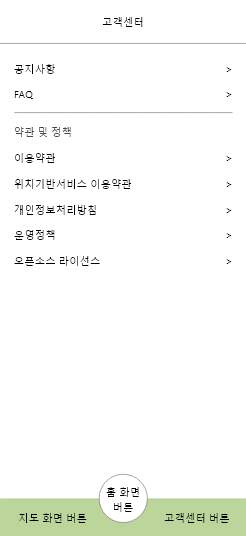 고객센터
공지사항 >
FAQ >
약관 및 정책
이용약관 >
위치기반서비스 이용약관 >
개인정보처리방침 >
운영정책 >
오픈소스 라이선스 >
홈 화면
버튼
지도 화면 버튼
고객센터 버튼